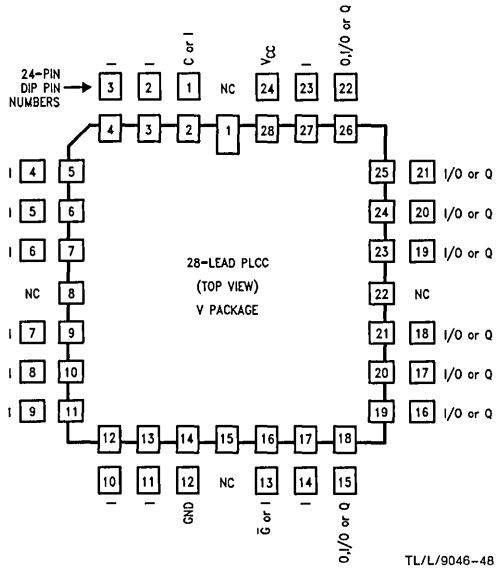 O,I/O or Q
I
VCC
C or I
I
I
24-PIN
DIP PIN
NUMBERS
3 2 1 NC 24 23 22
4 3 2 1 28 27 26
I 4 5 25 21 I/O or Q
I 5 6 24 20 I/O or Q
I 6 7 23 19 I/O or Q
28-LEAD PLCC
(TOP VIEW)
V PACKAGE
NC 8 22 NC
I 7 9 21 18 I/O or Q
I 8 10 20 17 I/O or Q
I 9 11 19 16 I/O or Q
12 13 14 15 16 17 18
10 11 12 NC 13 14 15
I
I
GND
G̅ or I
I
O,I/O or Q
TL/L/9046-48